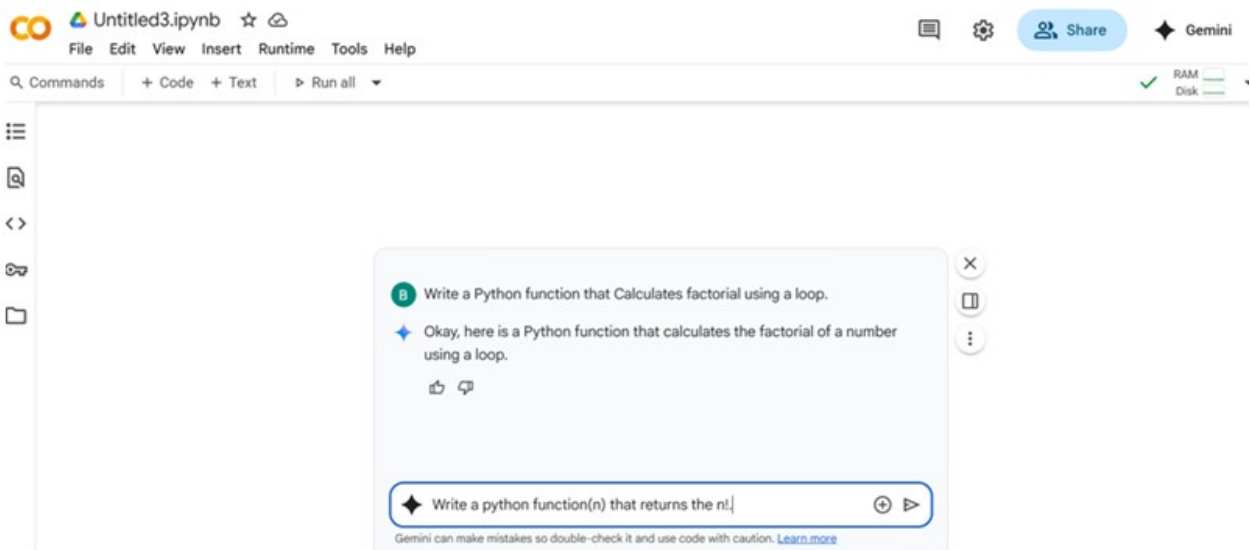 CO
Untitled3.ipynb
File Edit View Insert Runtime Tools Help
Share
Gemini
Commands + Code + Text Run all
RAM
Disk
B Write a Python function that Calculates factorial using a loop.
Okay, here is a Python function that calculates the factorial of a number
using a loop.
Write a python function(n) that returns the n!.
Gemini can make mistakes so double-check it and use code with caution. Learn more